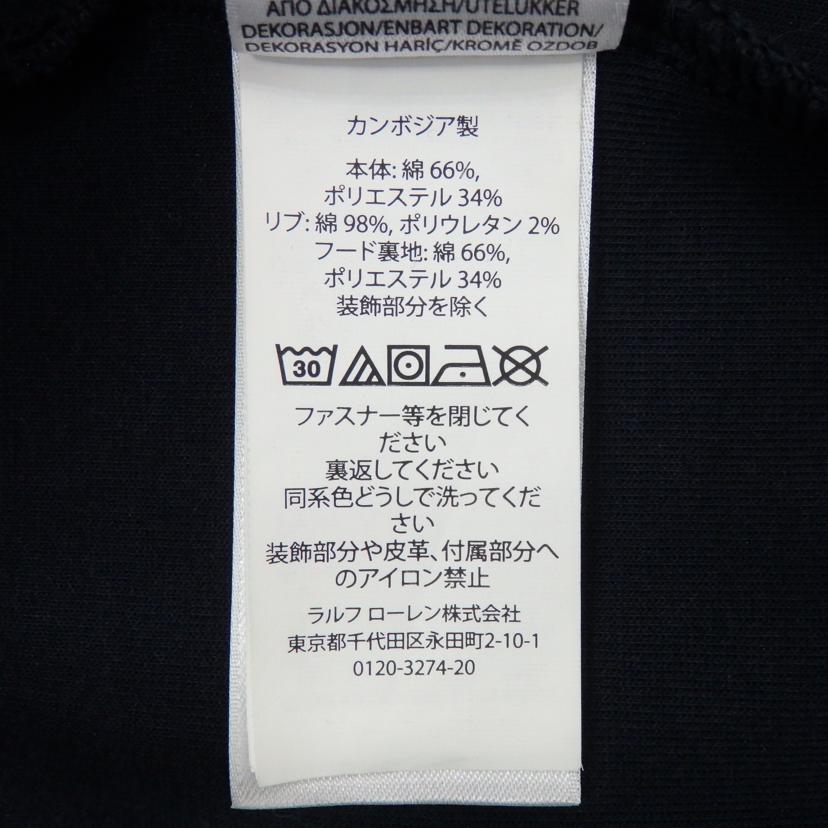 ΑΠΟ ΔΙΑΚΟΣΜΗΣΗ/UTELUKKER
DEKORASJON/ENBART DEKORATION/
DEKORASYON HARİÇ/KROMĚ OZDOB
カンボジア製
本体: 綿 66%,
ポリエステル 34%
リブ: 綿 98%, ポリウレタン 2%
フード裏地: 綿 66%,
ポリエステル 34%
装飾部分を除く
30
ファスナー等を閉じてく
ださい
裏返してください
同系色どうしで洗ってくだ
さい
装飾部分や皮革、付属部分へ
のアイロン禁止
ラルフ ローレン株式会社
東京都千代田区永田町2-10-1
0120-3274-20